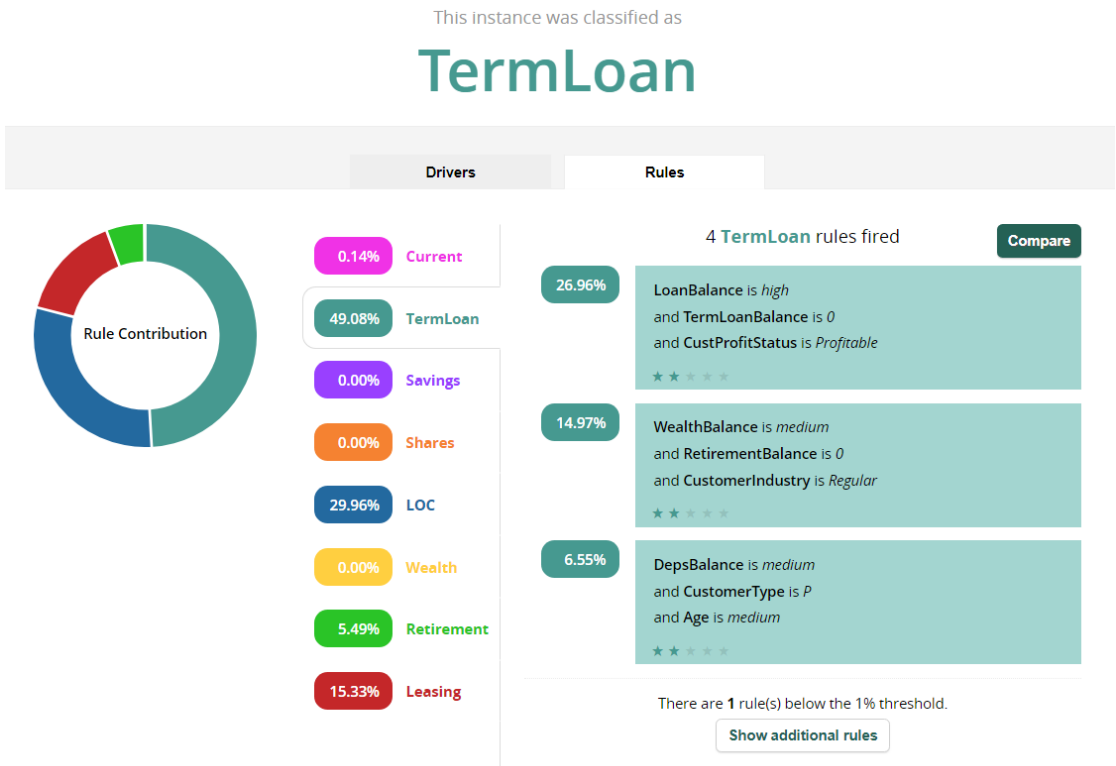 This instance was classified as
TermLoan
Drivers
Rules
Rule Contribution
0.14% Current
49.08% TermLoan
0.00% Savings
0.00% Shares
29.96% LOC
0.00% Wealth
5.49% Retirement
15.33% Leasing
4 TermLoan rules fired
Compare
26.96%
LoanBalance is high
and TermLoanBalance is 0
and CustProfitStatus is Profitable
14.97%
WealthBalance is medium
and RetirementBalance is 0
and CustomerIndustry is Regular
6.55%
DepsBalance is medium
and CustomerType is P
and Age is medium
There are 1 rule(s) below the 1% threshold.
Show additional rules